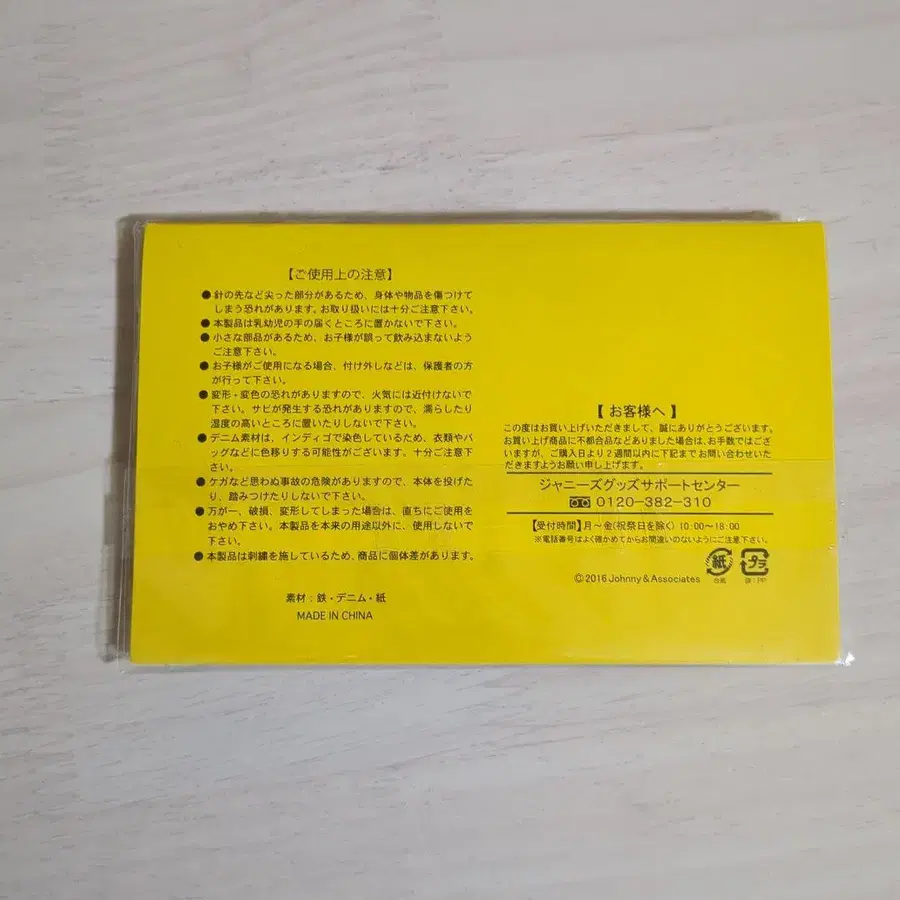 【ご使用上の注意】
●針の先など尖った部分があるため、身体や物品を傷つけて
しまう恐れがあります。お取り扱いには十分ご注意下さい。
●本製品は乳幼児の手の届くところに置かないで下さい。
●小さな部品があるため、お子様が誤って飲み込まないよう
ご注意下さい。
●お子様がご使用になる場合、付け外しなどは、保護者の方
が行って下さい。
●変形・変色の恐れがありますので、火気には近付けないで
下さい。サビが発生する恐れがありますので、濡らしたり
湿度の高いところに置いたりしないで下さい。
●デニム素材は、インディゴで染色しているため、衣類やバ
ッグなどに色移りする可能性がございます。十分ご注意下
さい。
●ケガなど思わぬ事故の危険がありますので、本体を投げた
り、踏みつけたりしないで下さい。
●万が一、破損、変形してしまった場合は、直ちにご使用を
おやめ下さい。本製品を本来の用途以外に、使用しないで
下さい。
●本製品は刺繍を施しているため、商品に個体差があります。
素材：鉄・デニム・紙
MADE IN CHINA
【お客様へ】
この度はお買い上げいただきまして、誠にありがとうございます。
お買い上げ商品に不都合品などありました場合は、お手数ではござ
いますが、ご購入日より2週間以内に下記までお問い合わせいた
だきますようお願い申し上げます。
ジャニーズグッズサポートセンター
0120-382-310
【受付時間】月～金(祝祭日を除く) 10:00～18:00
※電話番号はよく確かめてからお間違いのないようにご注意下さい。
紙
台紙
プラ
袋：PP
©2016 Johnny & Associates